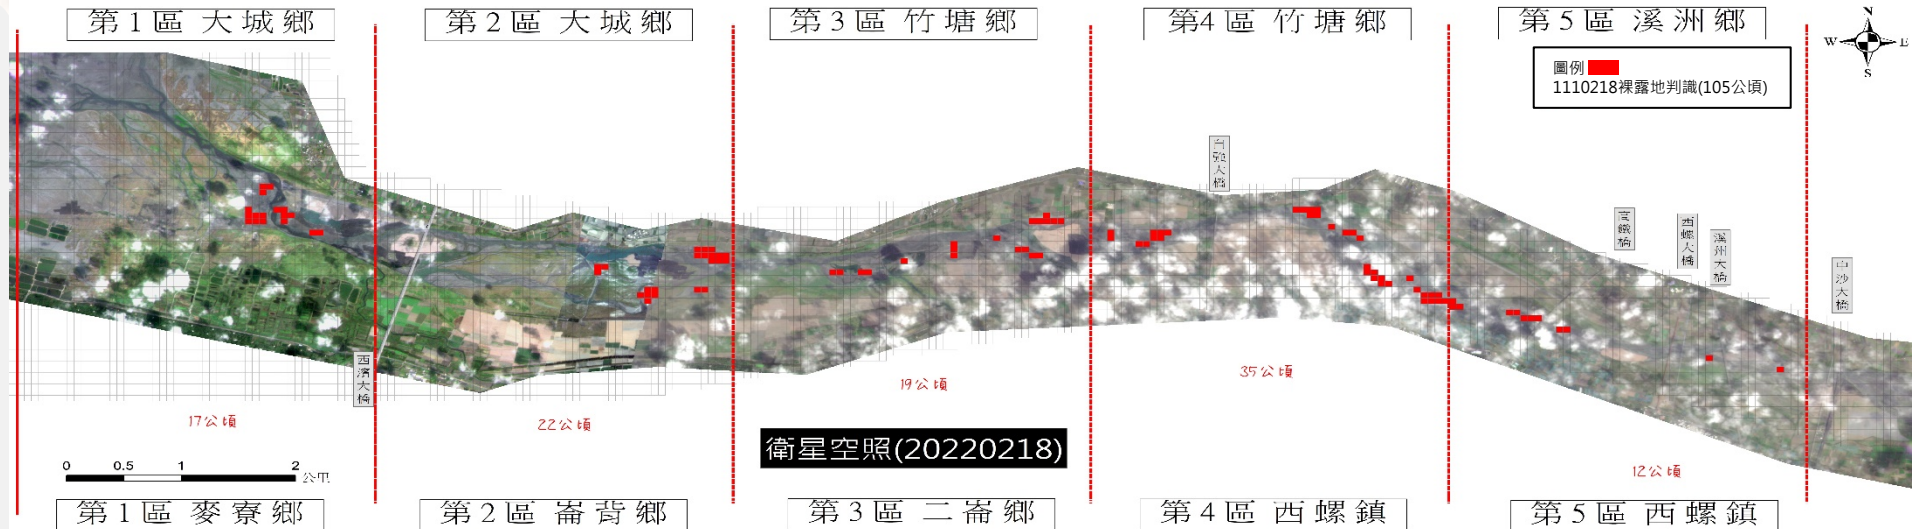 第1區 大城鄉
第2區 大城鄉
第3區 竹塘鄉
第4區 竹塘鄉
第5區 溪洲鄉
N
W
E
S
圖例
1110218裸露地判識(105公頃)
自強大橋
高鐵橋
西螺大橋
溪州大橋
中沙大橋
西濱大橋
17公頃
22公頃
19公頃
35公頃
12公頃
衛星空照(20220218)
0 0.5 1 2
公里
第1區 麥寮鄉
第2區 崙背鄉
第3區 二崙鄉
第4區 西螺鎮
第5區 西螺鎮